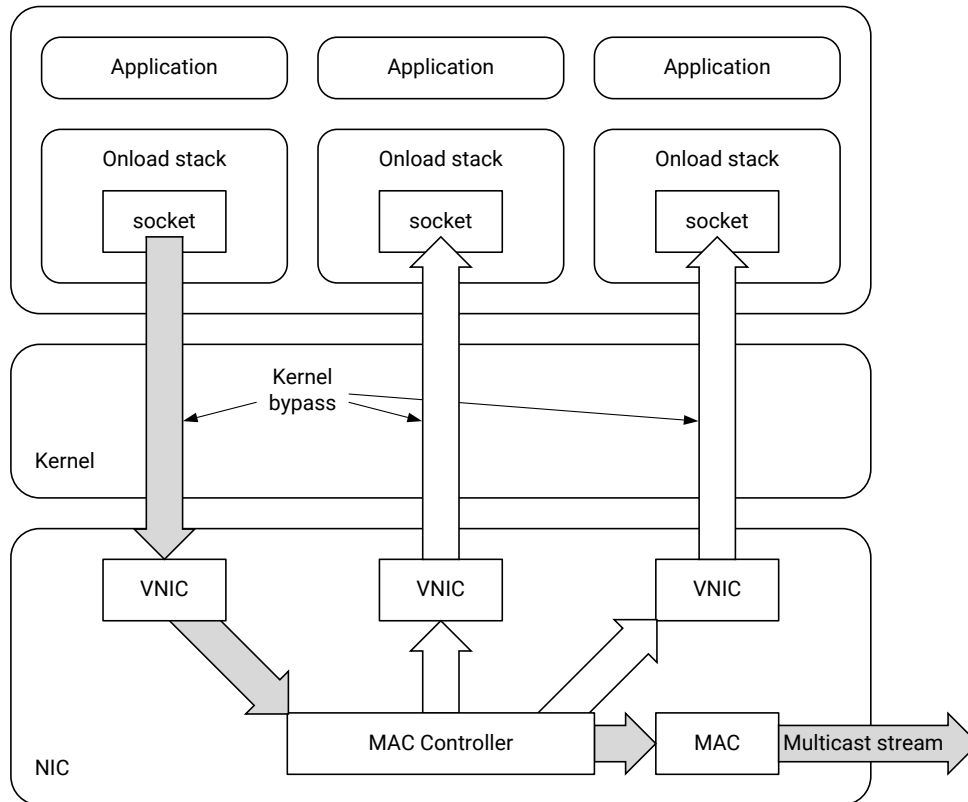 Application
Application
Application
Onload stack
Onload stack
Onload stack
socket
socket
socket
Kernel
bypass
Kernel
VNIC
VNIC
VNIC
MAC Controller
MAC
Multicast stream
NIC